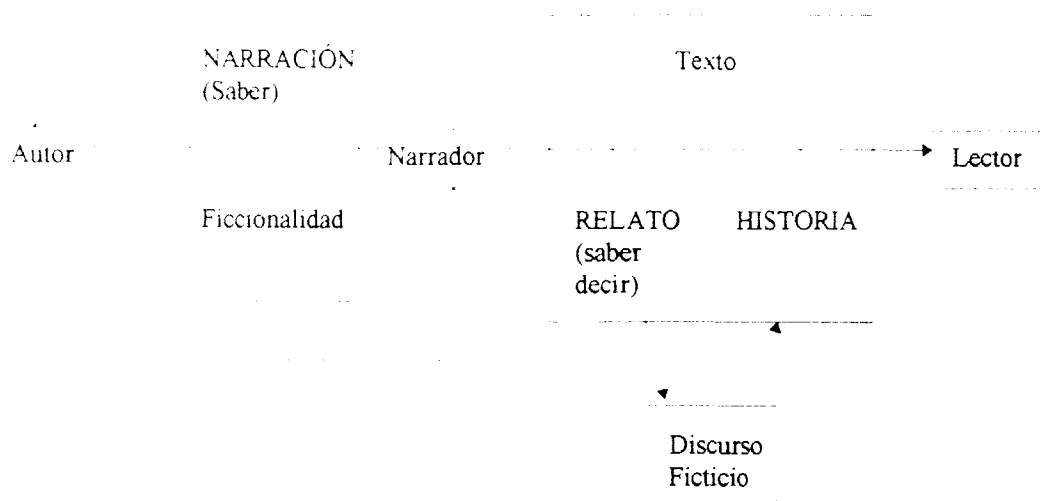 NARRACIÓN
(Saber)
Texto
Autor
Narrador
Lector
Ficcionalidad
RELATO
(saber
decir)
HISTORIA
Discurso
Ficticio